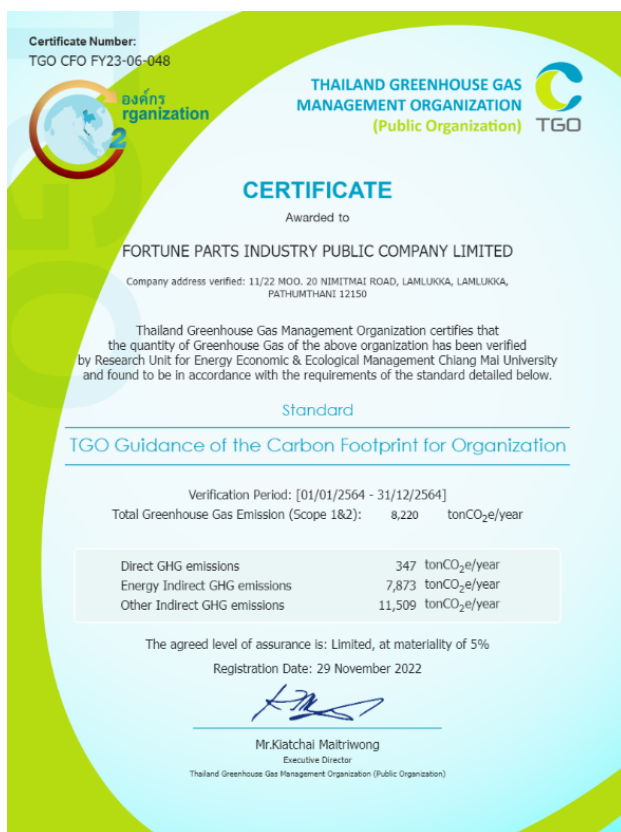 Certificate Number:
TGO CFO FY23-06-048
องค์กร
rganization
2
THAILAND GREENHOUSE GAS
MANAGEMENT ORGANIZATION
(Public Organization)
TGO
CERTIFICATE
Awarded to
FORTUNE PARTS INDUSTRY PUBLIC COMPANY LIMITED
Company address verified: 11/22 MOO. 20 NIMITMAI ROAD, LAMLUKKA, LAMLUKKA,
PATHUMTHANI 12150
Thailand Greenhouse Gas Management Organization certifies that
the quantity of Greenhouse Gas of the above organization has been verified
by Research Unit for Energy Economic & Ecological Management Chiang Mai University
and found to be in accordance with the requirements of the standard detailed below.
Standard
TGO Guidance of the Carbon Footprint for Organization
Verification Period: [01/01/2564 - 31/12/2564]
Total Greenhouse Gas Emission (Scope 1&2): 8,220 tonCO₂e/year
Direct GHG emissions 347 tonCO₂e/year
Energy Indirect GHG emissions 7,873 tonCO₂e/year
Other Indirect GHG emissions 11,509 tonCO₂e/year
The agreed level of assurance is: Limited, at materiality of 5%
Registration Date: 29 November 2022
Mr.Kiatchai Maitriwong
Executive Director
Thailand Greenhouse Gas Management Organization (Public Organization)